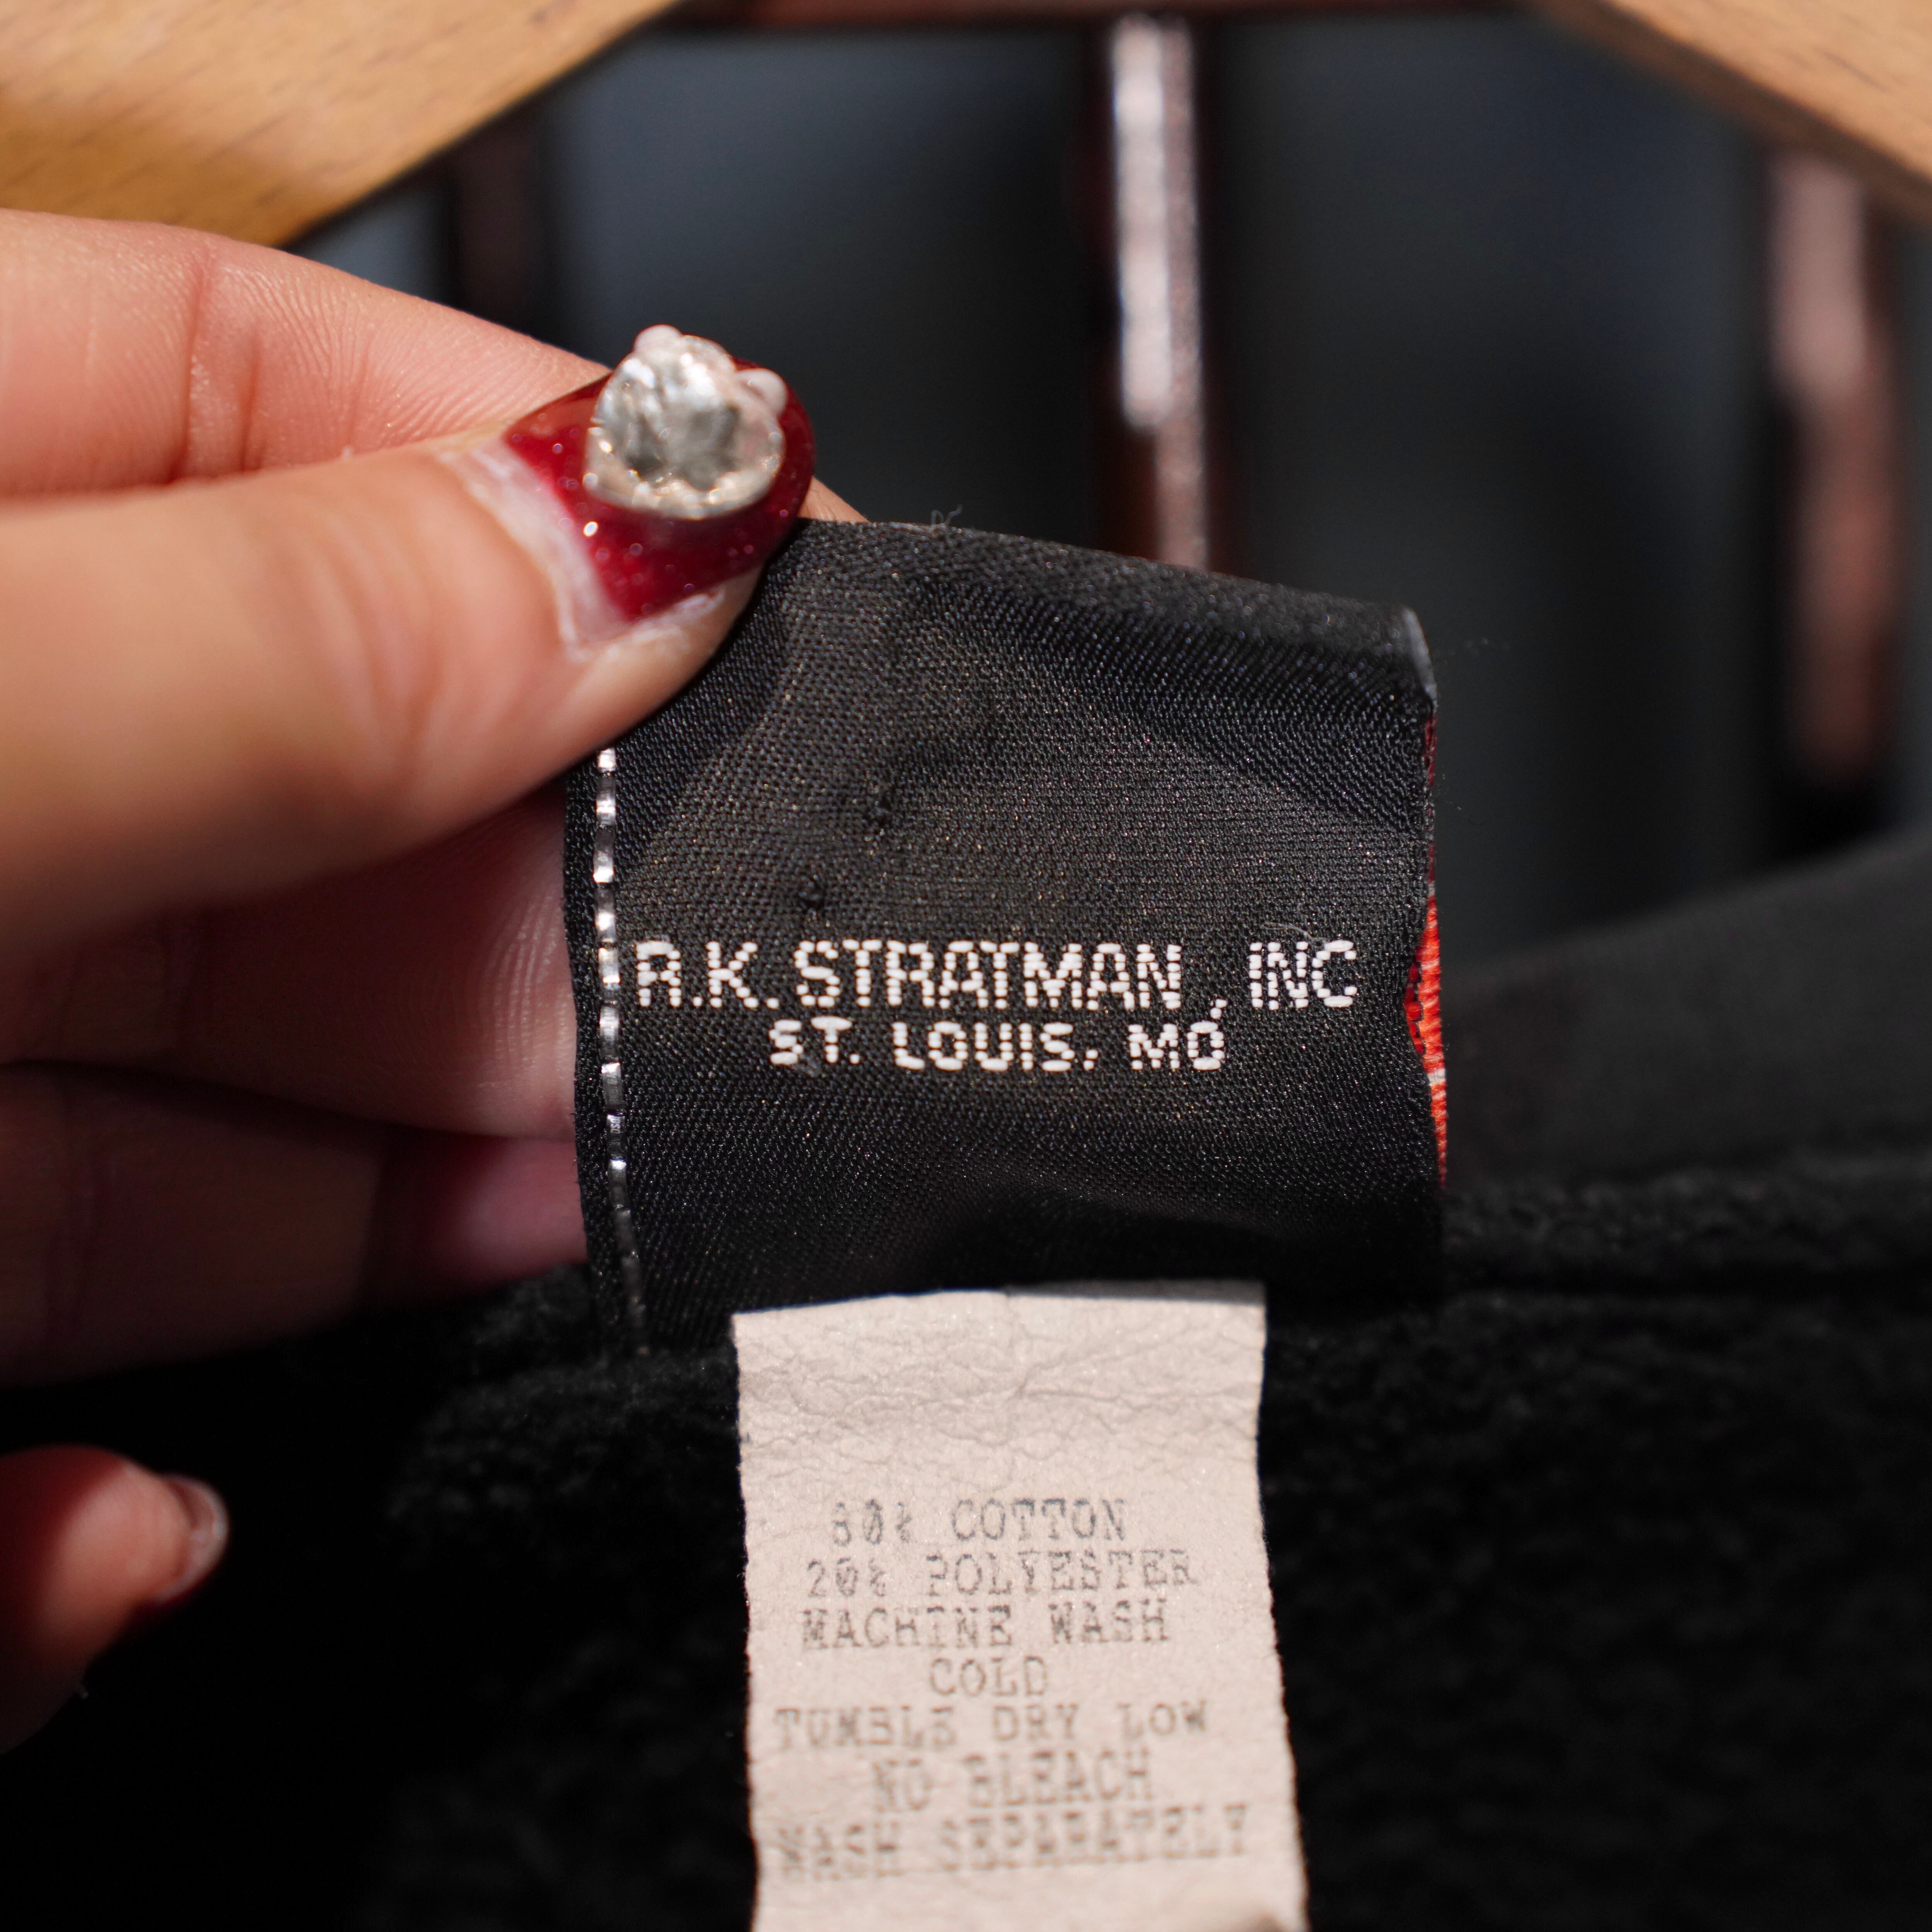 R.K. STRATMAN, INC
ST. LOUIS, MO
80% COTTON
20% POLYESTER
MACHINE WASH
COLD
TUMBLE DRY LOW
NO BLEACH
WASH SEPARATELY